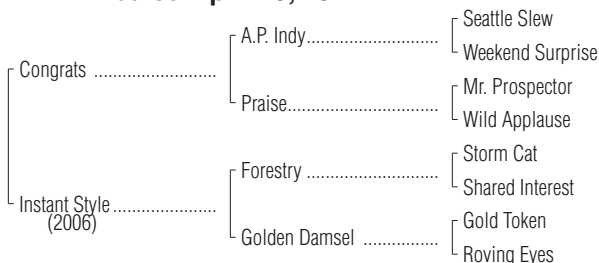 Seattle Slew
A.P. Indy
Weekend Surprise
Congrats
Mr. Prospector
Praise
Wild Applause
Storm Cat
Forestry
Shared Interest
Instant Style
(2006)
Gold Token
Golden Damsel
Roving Eyes